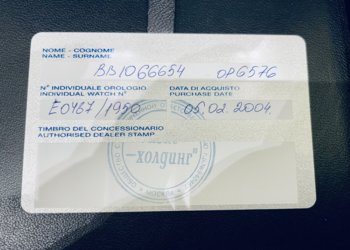 NOME - COGNOME
NAME - SURNAME
BB1066654 OP6576
N° INDIVIDUALE OROLOGIO DATA DI ACQUISTO
INDIVIDUAL WATCH N° PURCHASE DATE
E0467/1950 05.02.2004
TIMBRO DEL CONCESSIONARIO
AUTHORISED DEALER STAMP
-ХОЛДИНГ"